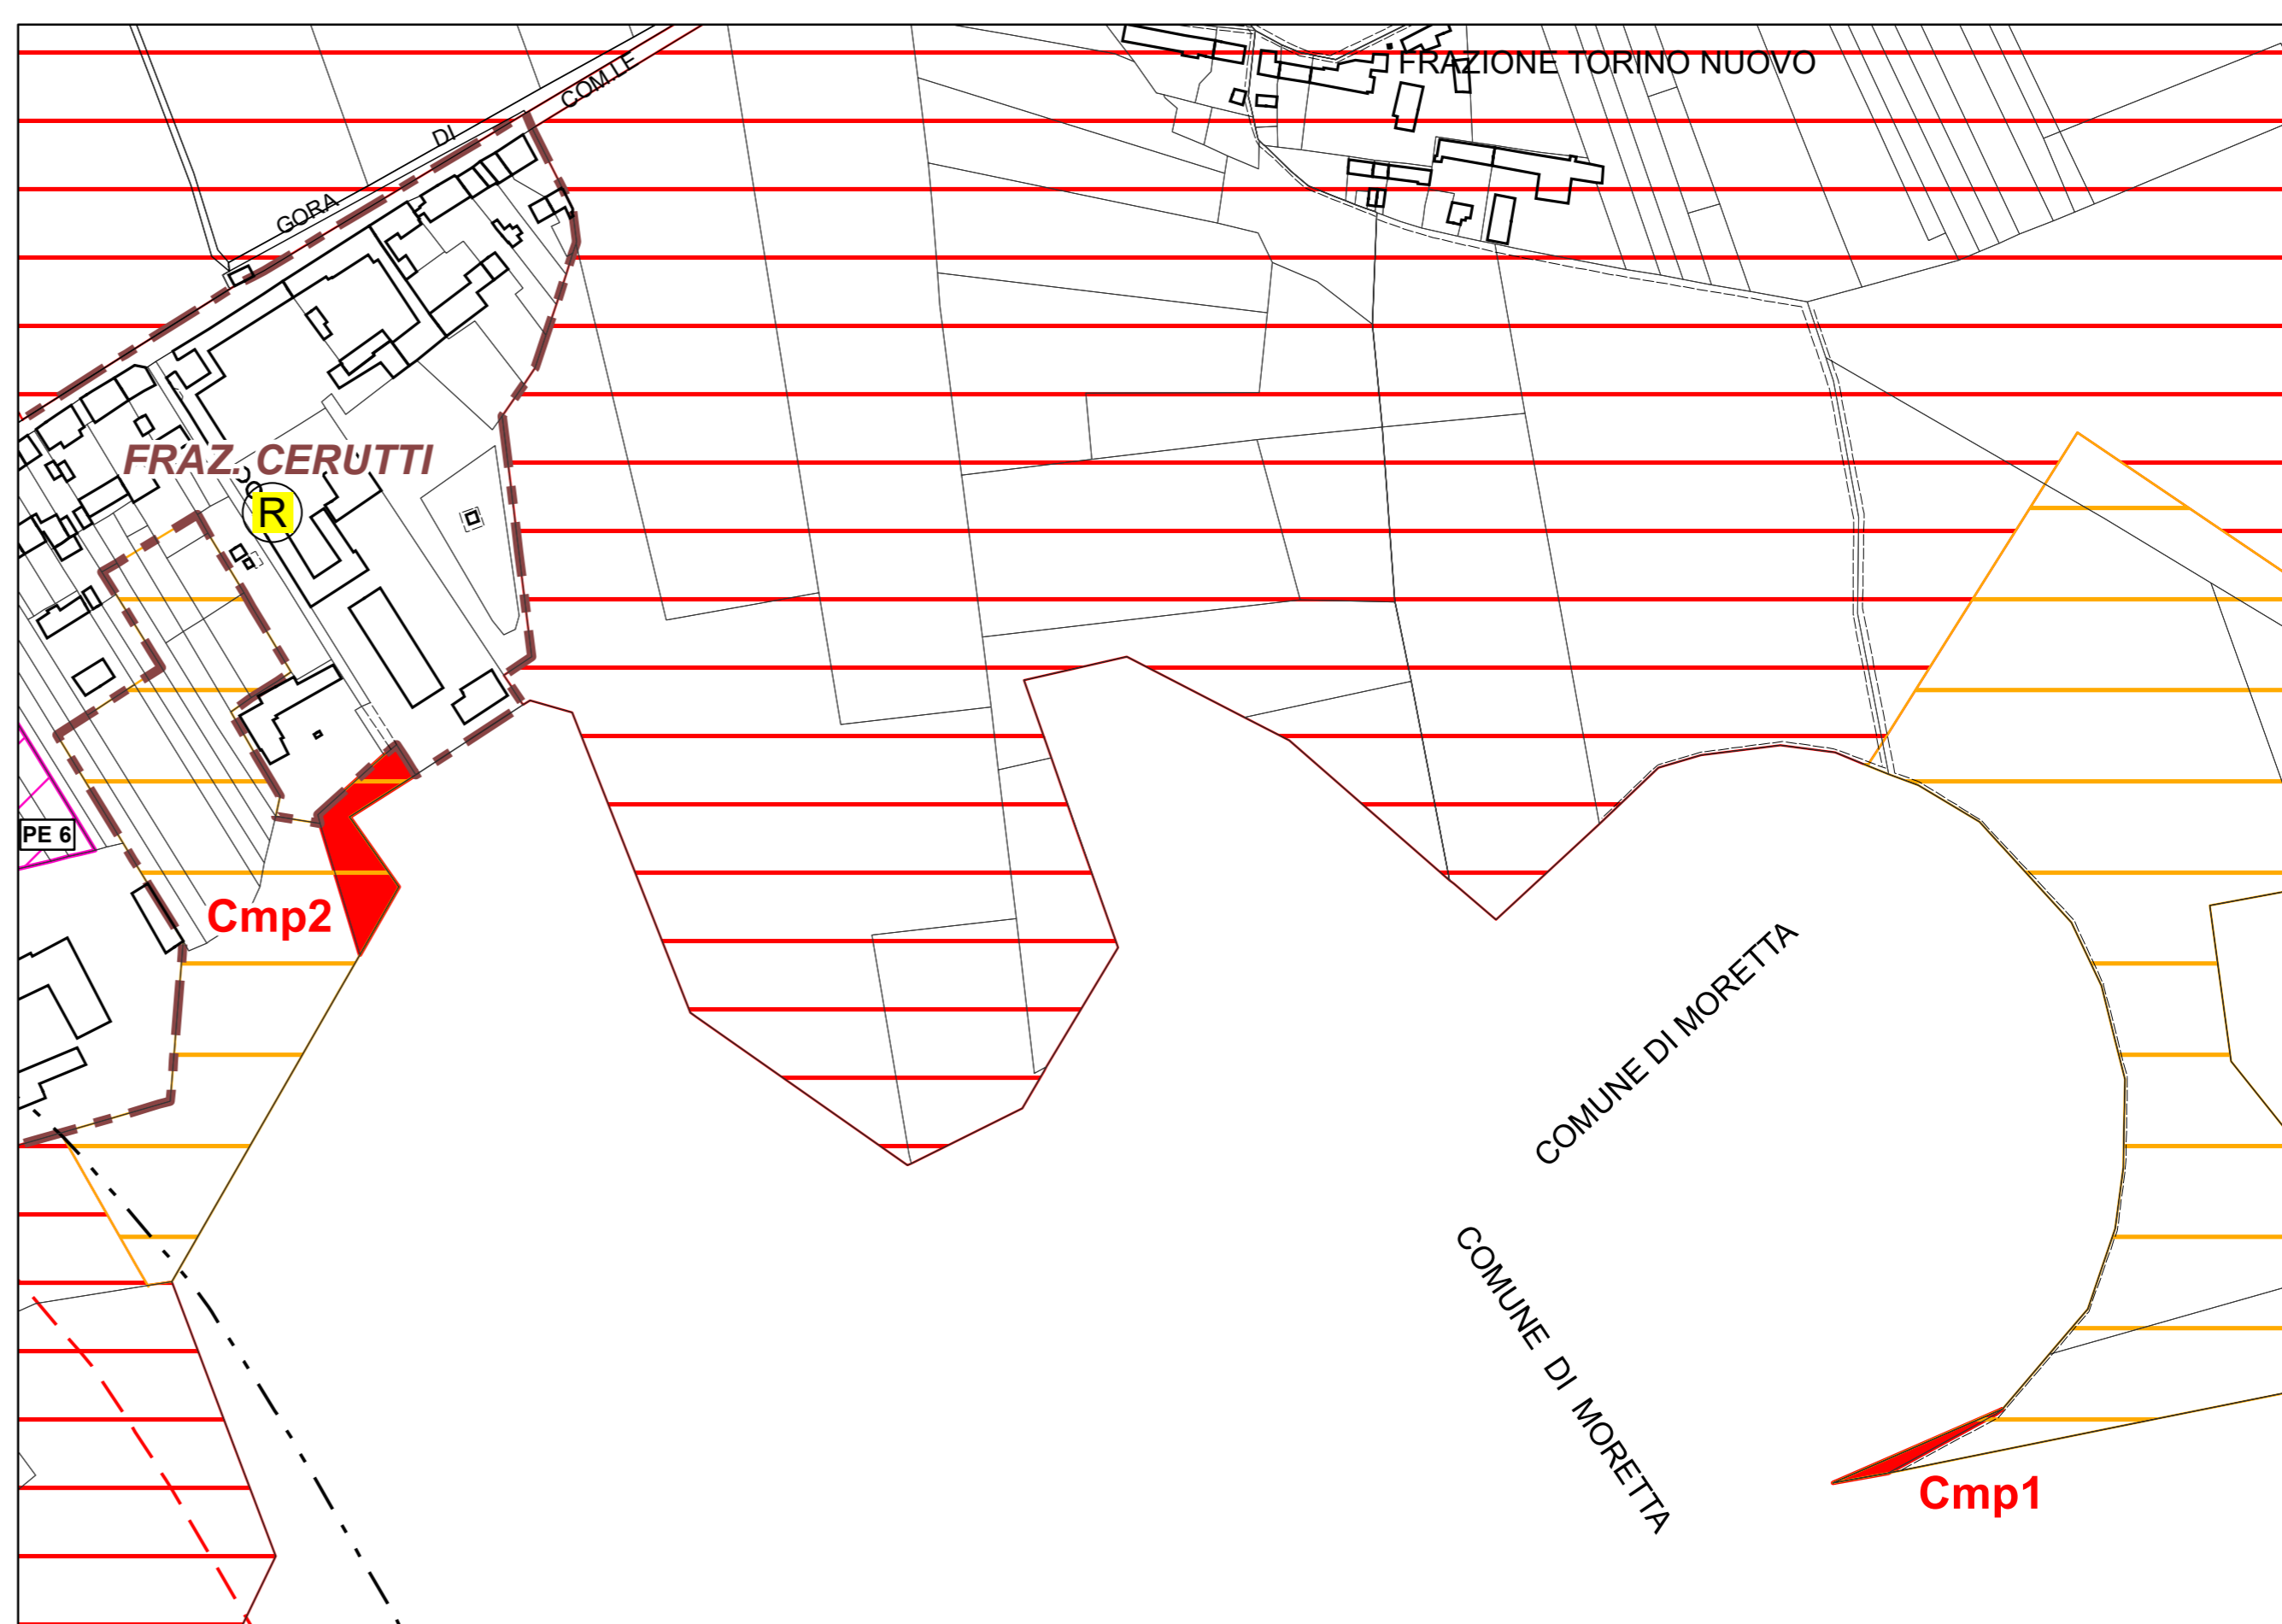 FRAZIONE TORINO NUOVO
GORA DI COM.LE
FRAZ. CERUTTI
R
PE 6
Cmp2
COMUNE DI MORETTA
COMUNE DI MORETTA
Cmp1